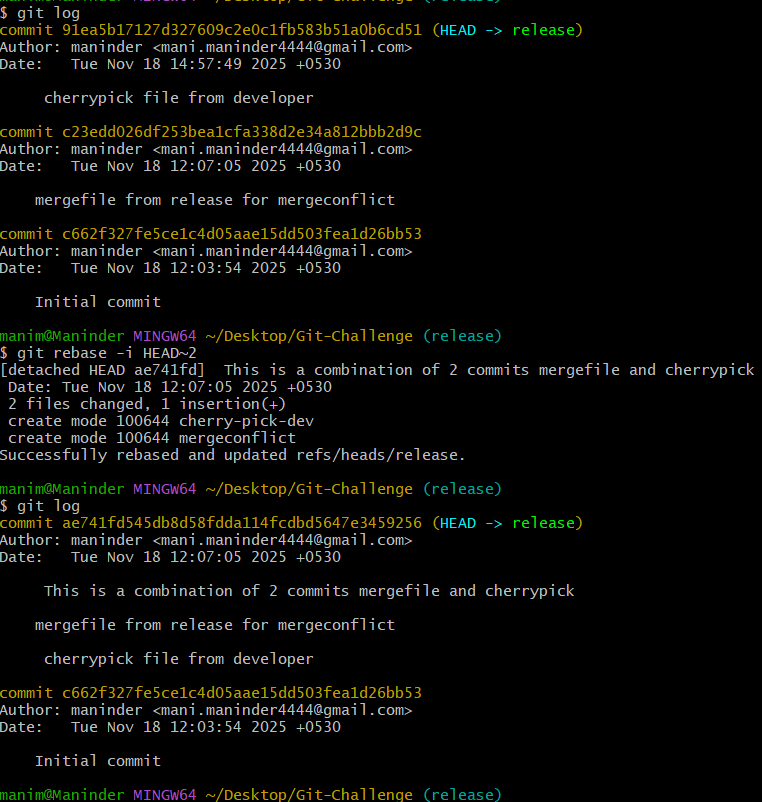 $ git log
commit 91ea5b17127d327609c2e0c1fb583b51a0b6cd51 (HEAD -> release)
Author: maninder <mani.maninder4444@gmail.com>
Date:   Tue Nov 18 14:57:49 2025 +0530

     cherrypick file from developer

commit c23edd026df253bea1cfa338d2e34a812bbb2d9c
Author: maninder <mani.maninder4444@gmail.com>
Date:   Tue Nov 18 12:07:05 2025 +0530

    mergefile from release for mergeconflict

commit c662f327fe5ce1c4d05aae15dd503fea1d26bb53
Author: maninder <mani.maninder4444@gmail.com>
Date:   Tue Nov 18 12:03:54 2025 +0530

    Initial commit

manim@Maninder MINGW64 ~/Desktop/Git-Challenge (release)
$ git rebase -i HEAD~2
[detached HEAD ae741fd]  This is a combination of 2 commits mergefile and cherrypick
 Date: Tue Nov 18 12:07:05 2025 +0530
 2 files changed, 1 insertion(+)
 create mode 100644 cherry-pick-dev
 create mode 100644 mergeconflict
Successfully rebased and updated refs/heads/release.

manim@Maninder MINGW64 ~/Desktop/Git-Challenge (release)
$ git log
commit ae741fd545db8d58fdda114fcdbd5647e3459256 (HEAD -> release)
Author: maninder <mani.maninder4444@gmail.com>
Date:   Tue Nov 18 12:07:05 2025 +0530

     This is a combination of 2 commits mergefile and cherrypick

    mergefile from release for mergeconflict

     cherrypick file from developer

commit c662f327fe5ce1c4d05aae15dd503fea1d26bb53
Author: maninder <mani.maninder4444@gmail.com>
Date:   Tue Nov 18 12:03:54 2025 +0530

    Initial commit

manim@Maninder MINGW64 ~/Desktop/Git-Challenge (release)